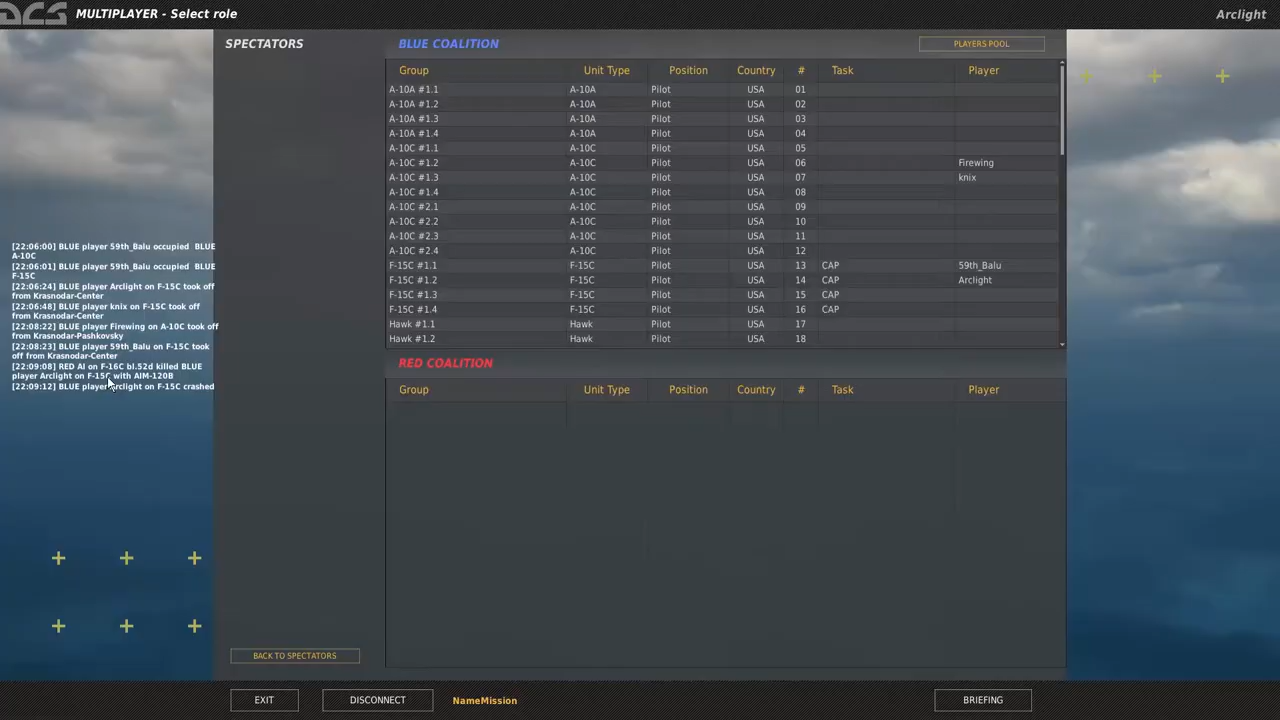 DCS MULTIPLAYER - Select role Arclight
SPECTATORS BLUE COALITION PLAYERS POOL
Group Unit Type Position Country # Task Player
A-10A #1.1 A-10A Pilot USA 01
A-10A #1.2 A-10A Pilot USA 02
A-10A #1.3 A-10A Pilot USA 03
A-10A #1.4 A-10A Pilot USA 04
A-10C #1.1 A-10C Pilot USA 05
A-10C #1.2 A-10C Pilot USA 06 Firewing
A-10C #1.3 A-10C Pilot USA 07 knix
A-10C #1.4 A-10C Pilot USA 08
A-10C #2.1 A-10C Pilot USA 09
A-10C #2.2 A-10C Pilot USA 10
A-10C #2.3 A-10C Pilot USA 11
A-10C #2.4 A-10C Pilot USA 12
F-15C #1.1 F-15C Pilot USA 13 CAP 59th_Balu
F-15C #1.2 F-15C Pilot USA 14 CAP Arclight
F-15C #1.3 F-15C Pilot USA 15 CAP
F-15C #1.4 F-15C Pilot USA 16 CAP
Hawk #1.1 Hawk Pilot USA 17
Hawk #1.2 Hawk Pilot USA 18
[22:06:00] BLUE player 59th_Balu occupied BLUE
A-10C
[22:06:01] BLUE player 59th_Balu occupied BLUE
F-15C
[22:06:24] BLUE player Arclight on F-15C took off
from Krasnodar-Center
[22:06:48] BLUE player knix on F-15C took off
from Krasnodar-Center
[22:08:22] BLUE player Firewing on A-10C took off
from Krasnodar-Pashkovsky
[22:08:23] BLUE player 59th_Balu on F-15C took
off from Krasnodar-Center
[22:09:08] RED AI on F-16C bl.52d killed BLUE
player Arclight on F-15C with AIM-120B
[22:09:12] BLUE player Arclight on F-15C crashed
RED COALITION
Group Unit Type Position Country # Task Player
BACK TO SPECTATORS
EXIT DISCONNECT NameMission BRIEFING